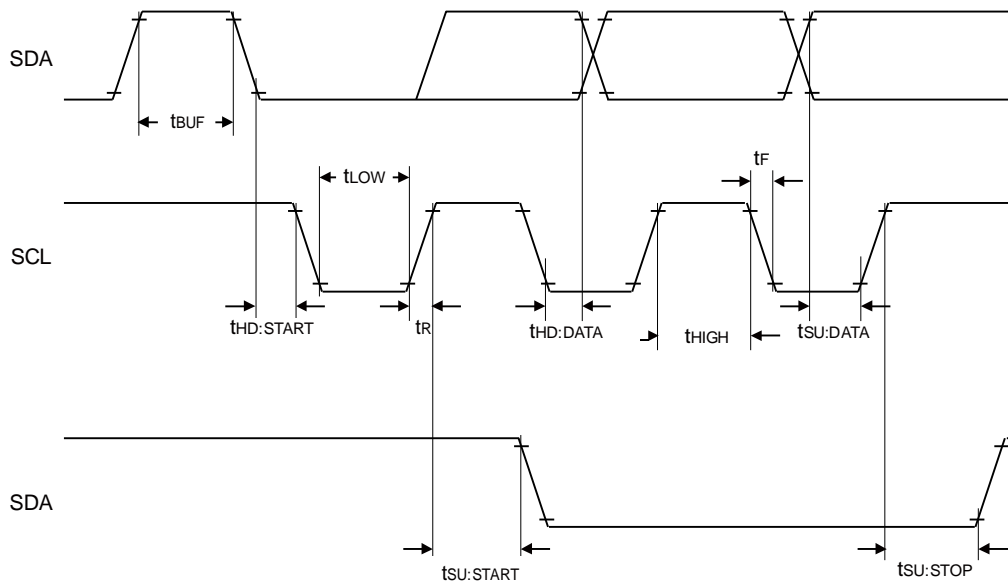 SDA
tBUF
tLOW
tF
SCL
tHD:START
tR
tHD:DATA
tHIGH
tSU:DATA
SDA
tSU:START
tSU:STOP